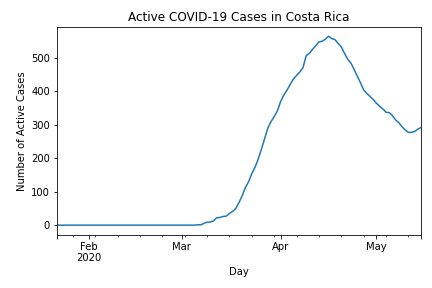 Active COVID-19 Cases in Costa Rica
Number of Active Cases
500
400
300
200
100
0
Feb
2020
Mar
Apr
May
Day